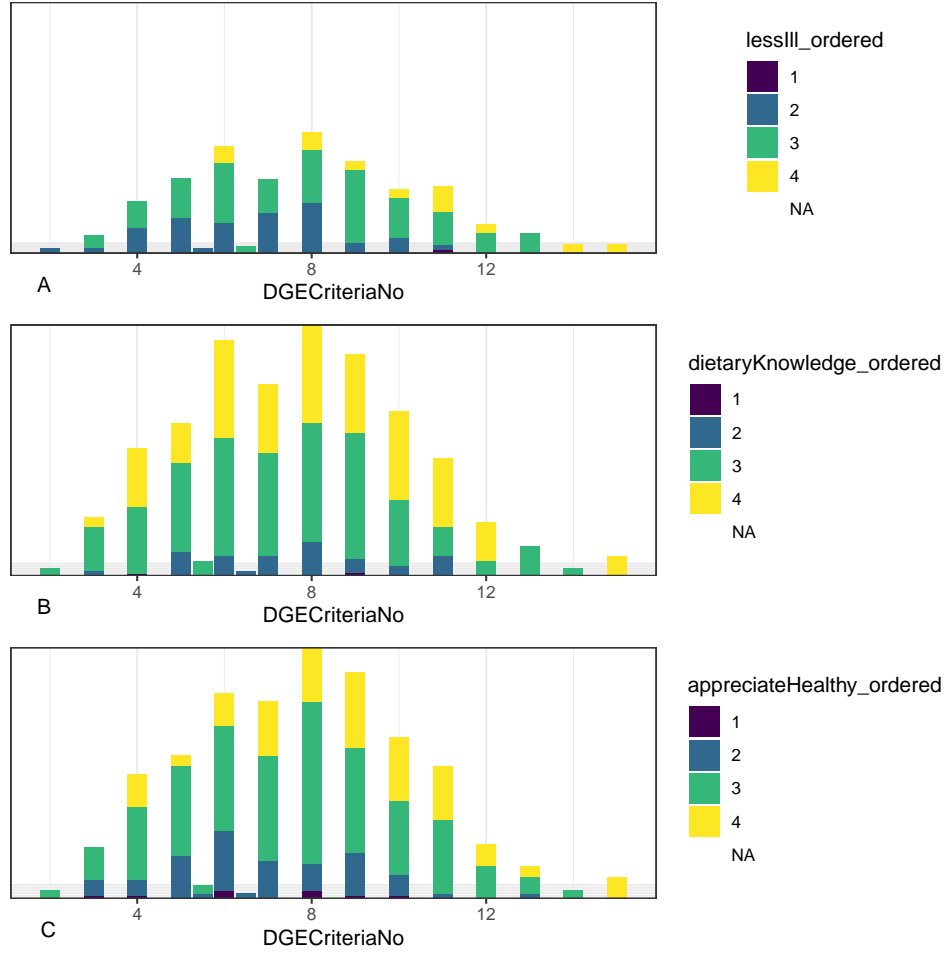 lessIll_ordered
1
2
3
4
NA
4 8 12
A
DGECriteriaNo
dietaryKnowledge_ordered
1
2
3
4
NA
4 8 12
B
DGECriteriaNo
appreciateHealthy_ordered
1
2
3
4
NA
4 8 12
C
DGECriteriaNo